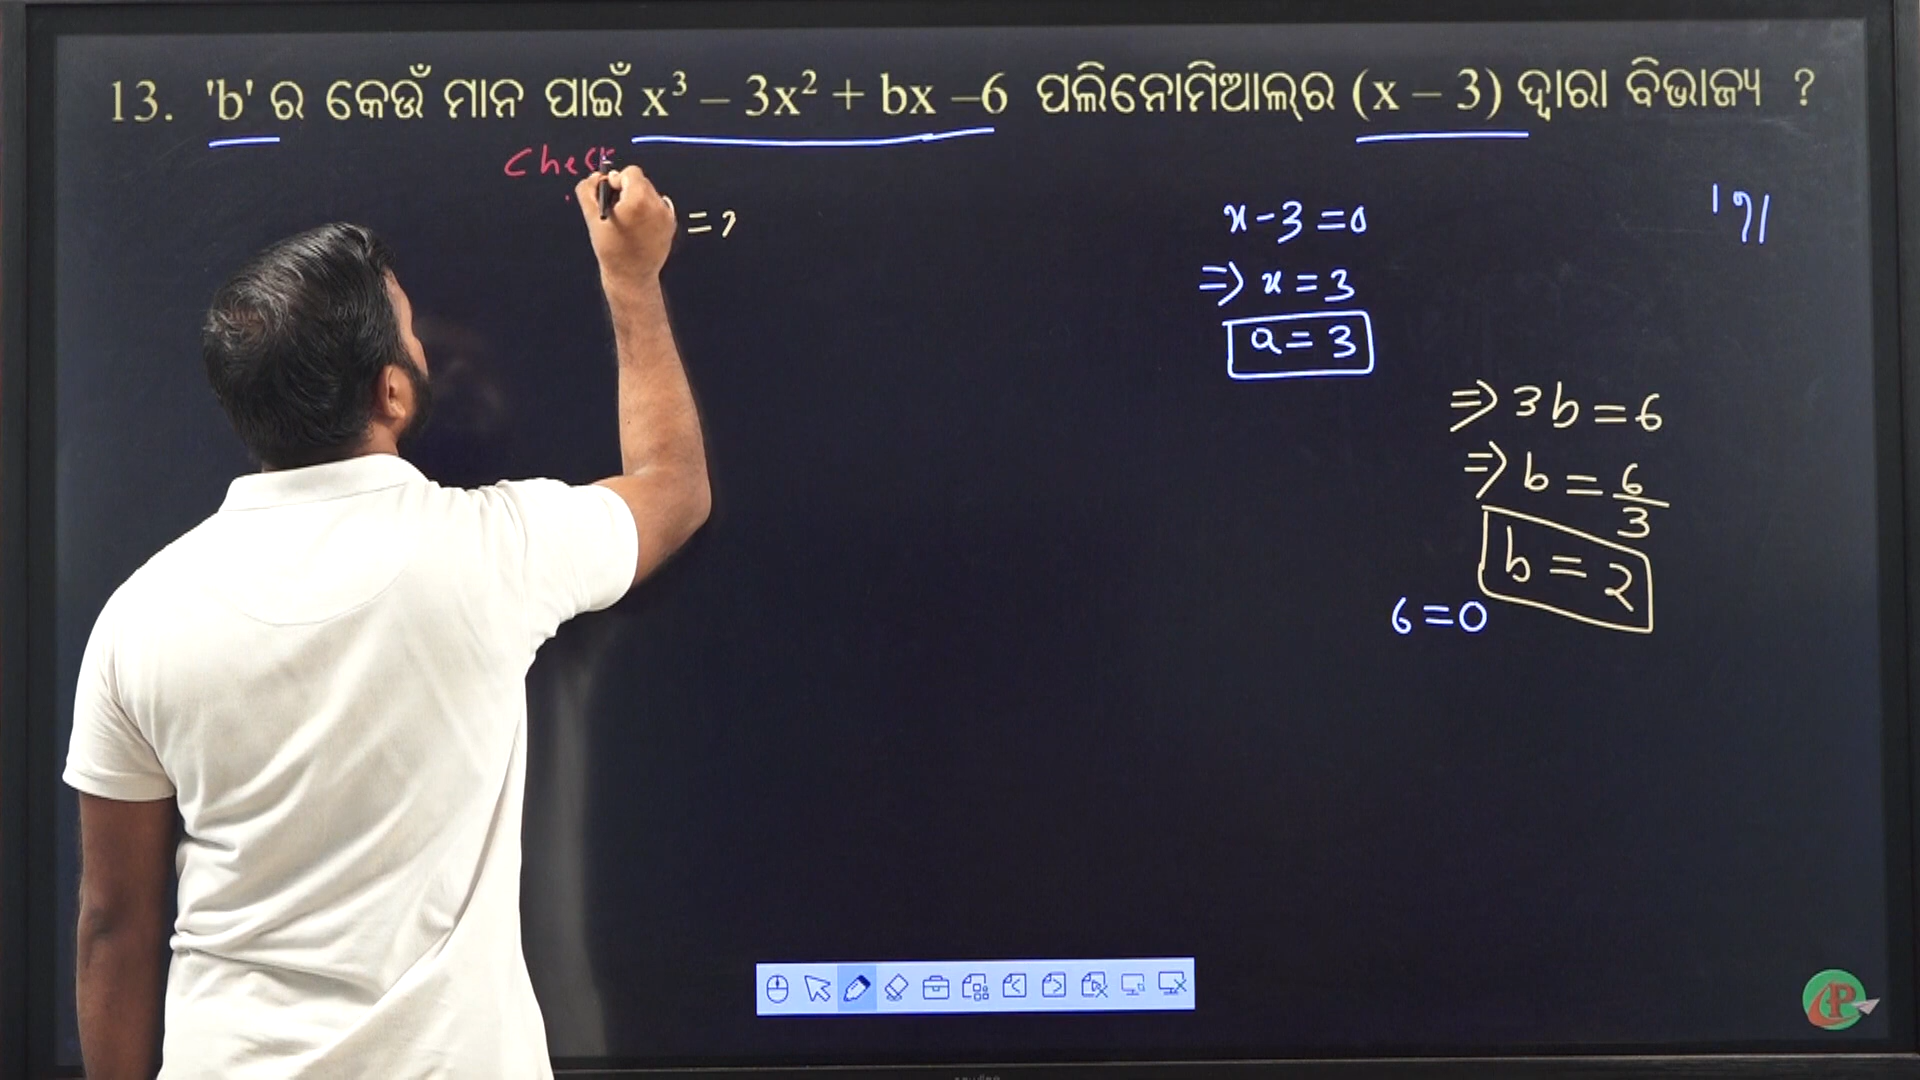 13. 'b' ର କେଉଁ ମାନ ପାଇଁ x³ – 3x² + bx –6 ପଲିନୋମିଆଲ୍‌ର (x – 3) ଦ୍ୱାରା ବିଭାଜ୍ୟ ?
Check
= 2
x - 3 = 0
⇒ x = 3
a = 3
⇒ 3b = 6
⇒ b = 6/3
b = 2
6 = 0